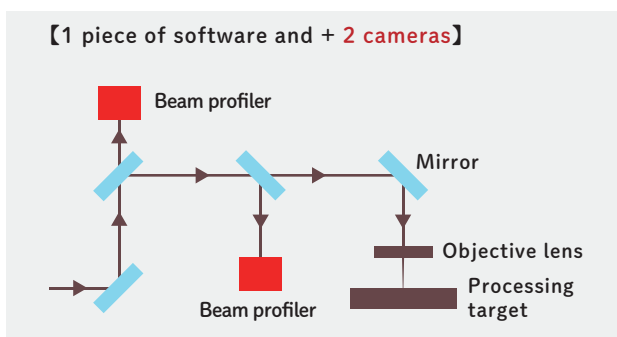 【1 piece of software and + 2 cameras】
Beam profiler
Mirror
Objective lens
Processing
target
Beam profiler